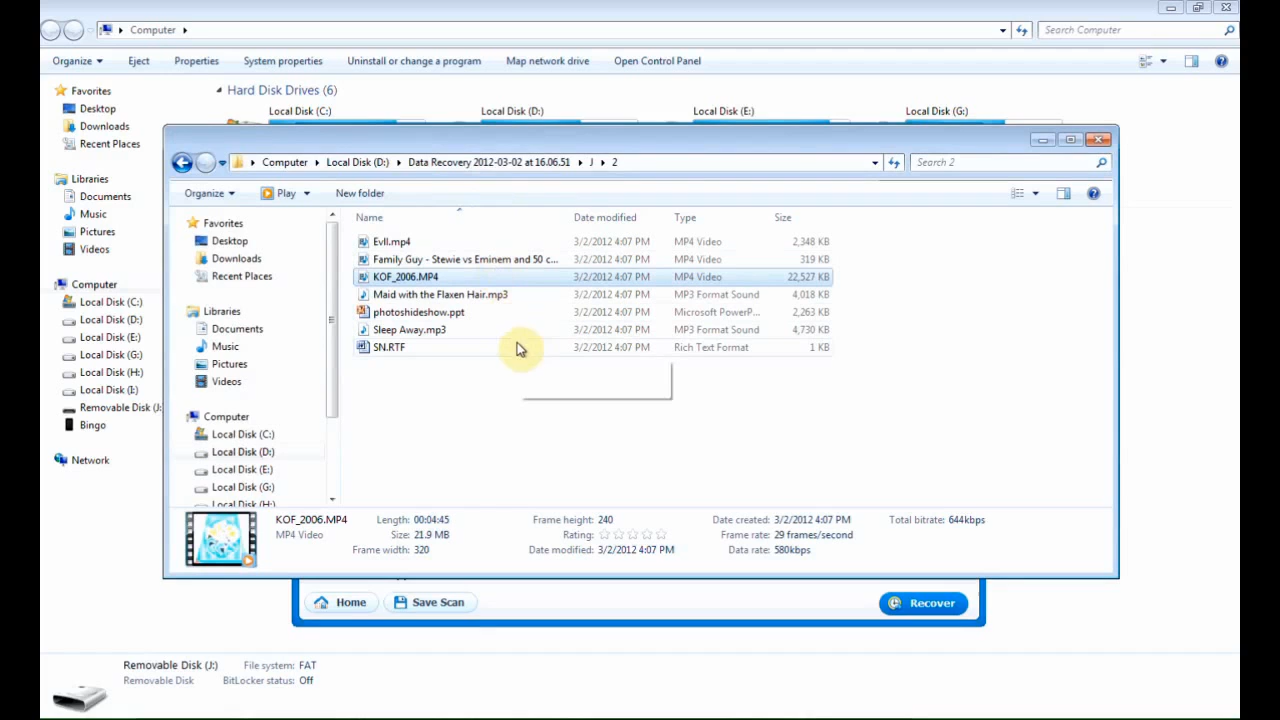 Computer
Search Computer
Organize Eject Properties System properties Uninstall or change a program Map network drive Open Control Panel
Favorites
Desktop
Downloads
Recent Places
Libraries
Documents
Music
Pictures
Videos
Computer
Local Disk (C:)
Local Disk (D:)
Local Disk (E:)
Local Disk (G:)
Local Disk (H:)
Local Disk (I:)
Removable Disk (J:
Bingo
Network
Hard Disk Drives (6)
Local Disk (C:) Local Disk (D:) Local Disk (E:) Local Disk (G:)
Computer Local Disk (D:) Data Recovery 2012-03-02 at 16.06.51 J 2
Search 2
Organize Play New folder
Favorites
Desktop
Downloads
Recent Places
Libraries
Documents
Music
Pictures
Videos
Computer
Local Disk (C:)
Local Disk (D:)
Local Disk (E:)
Local Disk (G:)
Local Disk (H:)
Name Date modified Type Size
Evll.mp4 3/2/2012 4:07 PM MP4 Video 2,348 KB
Family Guy - Stewie vs Eminem and 50 c... 3/2/2012 4:07 PM MP4 Video 319 KB
KOF_2006.MP4 3/2/2012 4:07 PM MP4 Video 22,527 KB
Maid with the Flaxen Hair.mp3 3/2/2012 4:07 PM MP3 Format Sound 4,018 KB
photoshideshow.ppt 3/2/2012 4:07 PM Microsoft PowerP... 2,263 KB
Sleep Away.mp3 3/2/2012 4:07 PM MP3 Format Sound 4,730 KB
SN.RTF 3/2/2012 4:07 PM Rich Text Format 1 KB
KOF_2006.MP4 Length: 00:04:45 Frame height: 240 Date created: 3/2/2012 4:07 PM Total bitrate: 644kbps
MP4 Video Size: 21.9 MB Rating: Frame rate: 29 frames/second
Frame width: 320 Date modified: 3/2/2012 4:07 PM Data rate: 580kbps
Home Save Scan Recover
Removable Disk (J:) File system: FAT
Removable Disk BitLocker status: Off